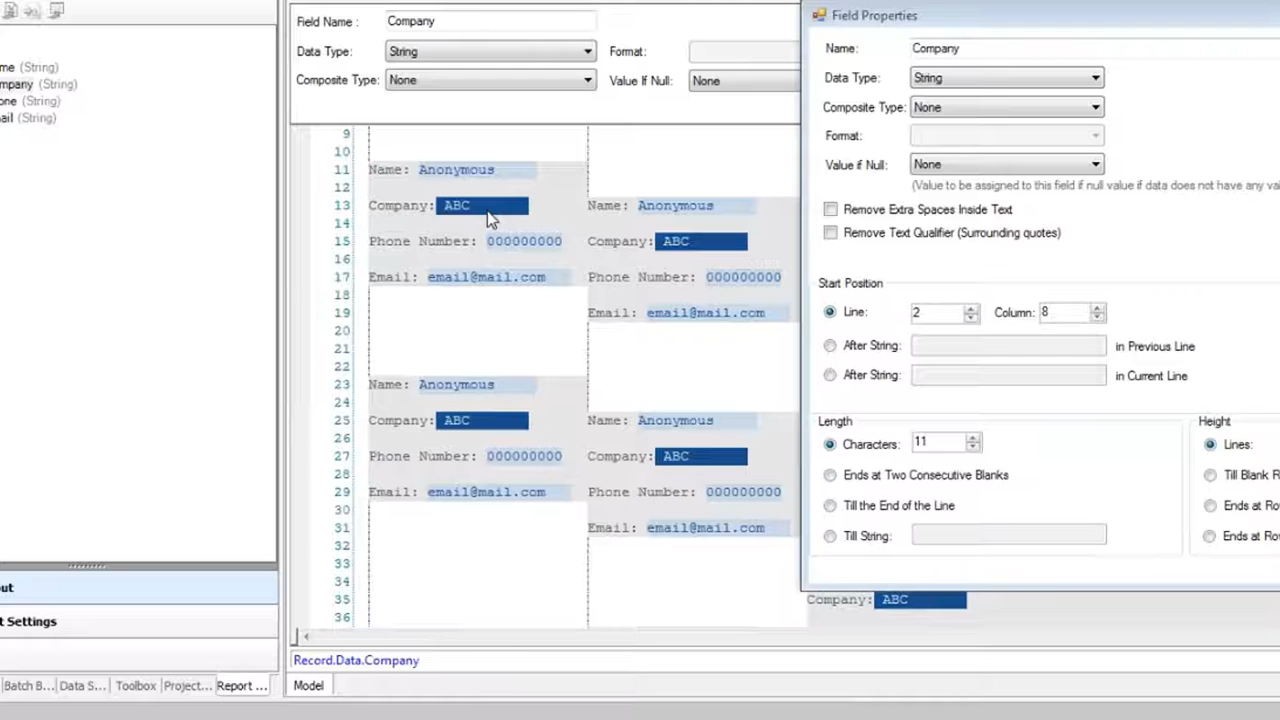 me (String)
mpany (String)
one (String)
ail (String)
out
t Settings
Batch B... Data S... Toolbox Project... Report ...
Field Name : Company
Data Type: String Format:
Composite Type: None Value If Null: None
9
10
11 Name: Anonymous
12
13 Company: ABC Name: Anonymous
14
15 Phone Number: 000000000 Company: ABC
16
17 Email: email@mail.com Phone Number: 000000000
18
19 Email: email@mail.com
20
21
22
23 Name: Anonymous
24
25 Company: ABC Name: Anonymous
26
27 Phone Number: 000000000 Company: ABC
28
29 Email: email@mail.com Phone Number: 000000000
30
31 Email: email@mail.com
32
33
34
35 Company: ABC
36
Record.Data.Company
Model
Field Properties
Name: Company
Data Type: String
Composite Type: None
Format:
Value if Null: None
(Value to be assigned to this field if null value if data does not have any va
Remove Extra Spaces Inside Text
Remove Text Qualifier (Surrounding quotes)
Start Position
Line: 2 Column: 8
After String: in Previous Line
After String: in Current Line
Length
Characters: 11
Ends at Two Consecutive Blanks
Till the End of the Line
Till String:
Height
Lines:
Till Blank R
Ends at Ro
Ends at Ro